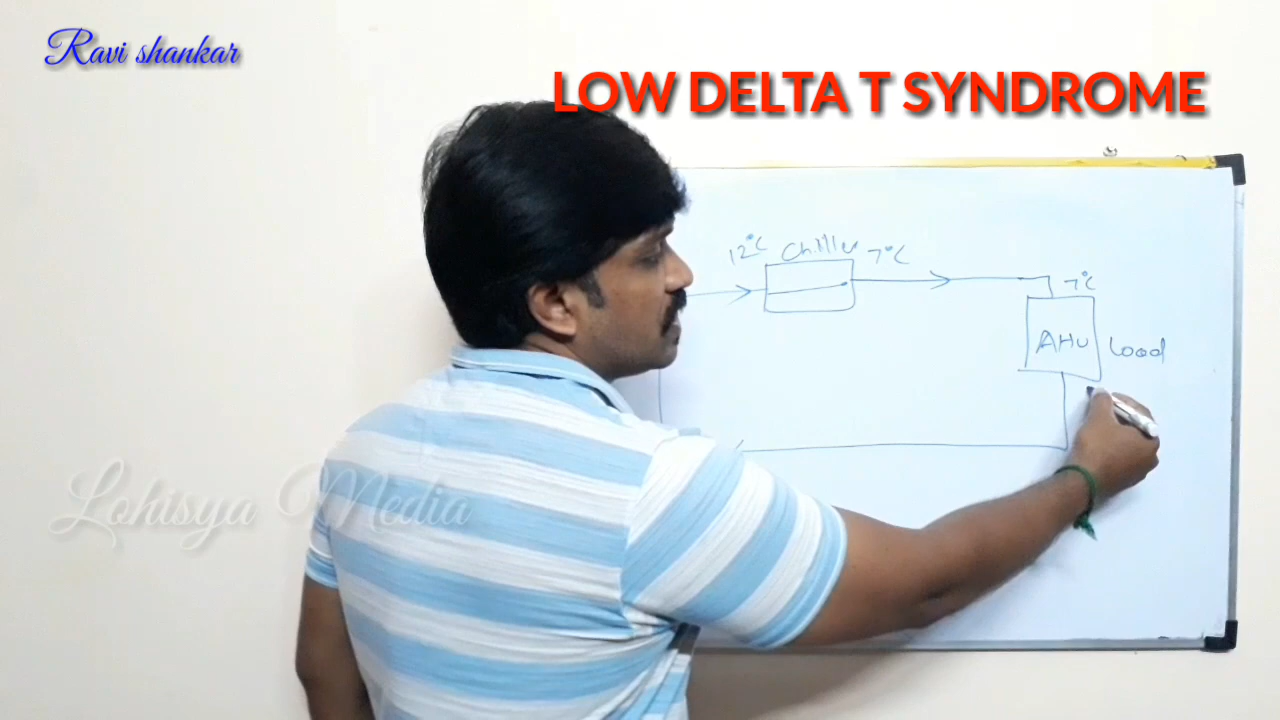 Ravi shankar
LOW DELTA T SYNDROME
12°C Chiller 7°C
7°C
AHU Load
Lohisya Media